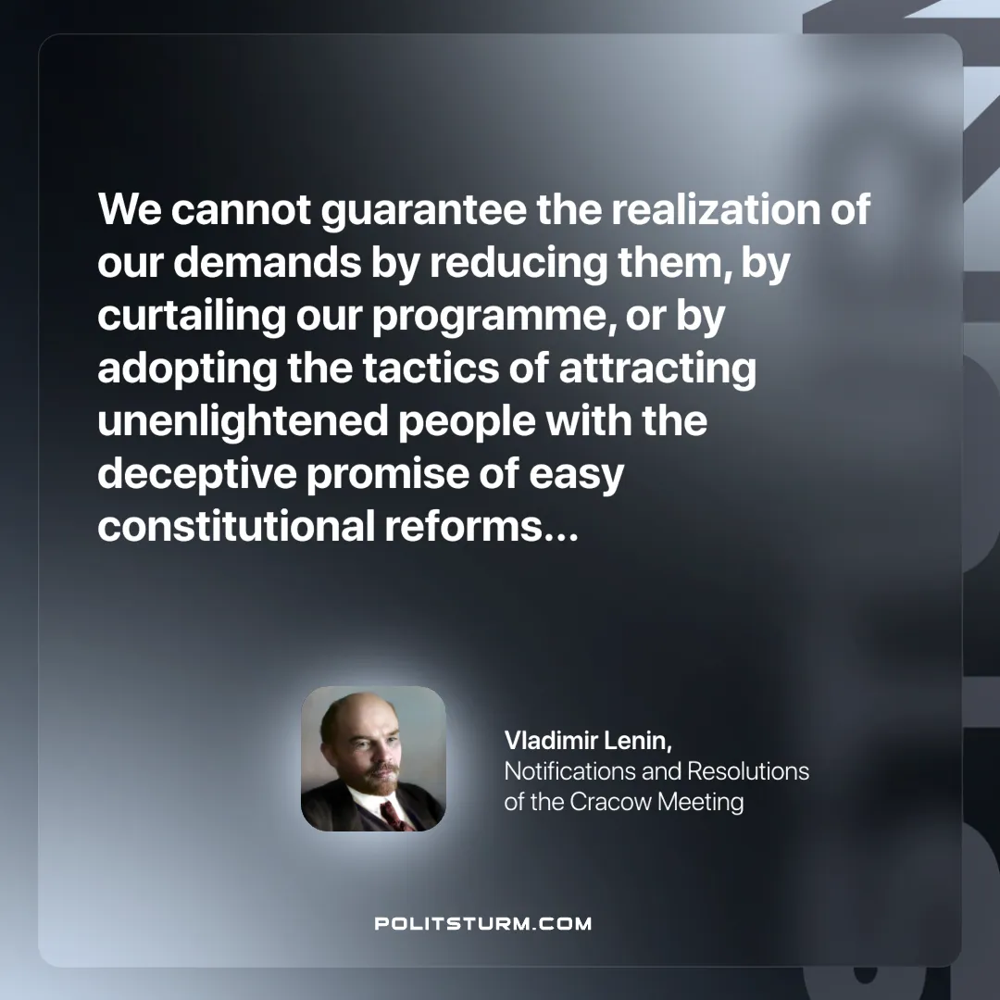 We cannot guarantee the realization of
our demands by reducing them, by
curtailing our programme, or by
adopting the tactics of attracting
unenlightened people with the
deceptive promise of easy
constitutional reforms...
Vladimir Lenin,
Notifications and Resolutions
of the Cracow Meeting
POLITSTURM.COM